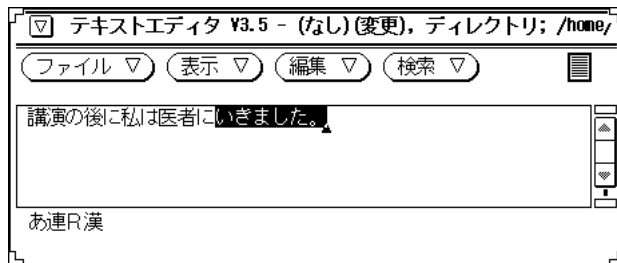 テキストエディタ V3.5 - (なし)(変更), ディレクトリ; /home/
ファイル ▽ 表示 ▽ 編集 ▽ 検索 ▽
講演の後に私は医者にいきました。
あ連R漢